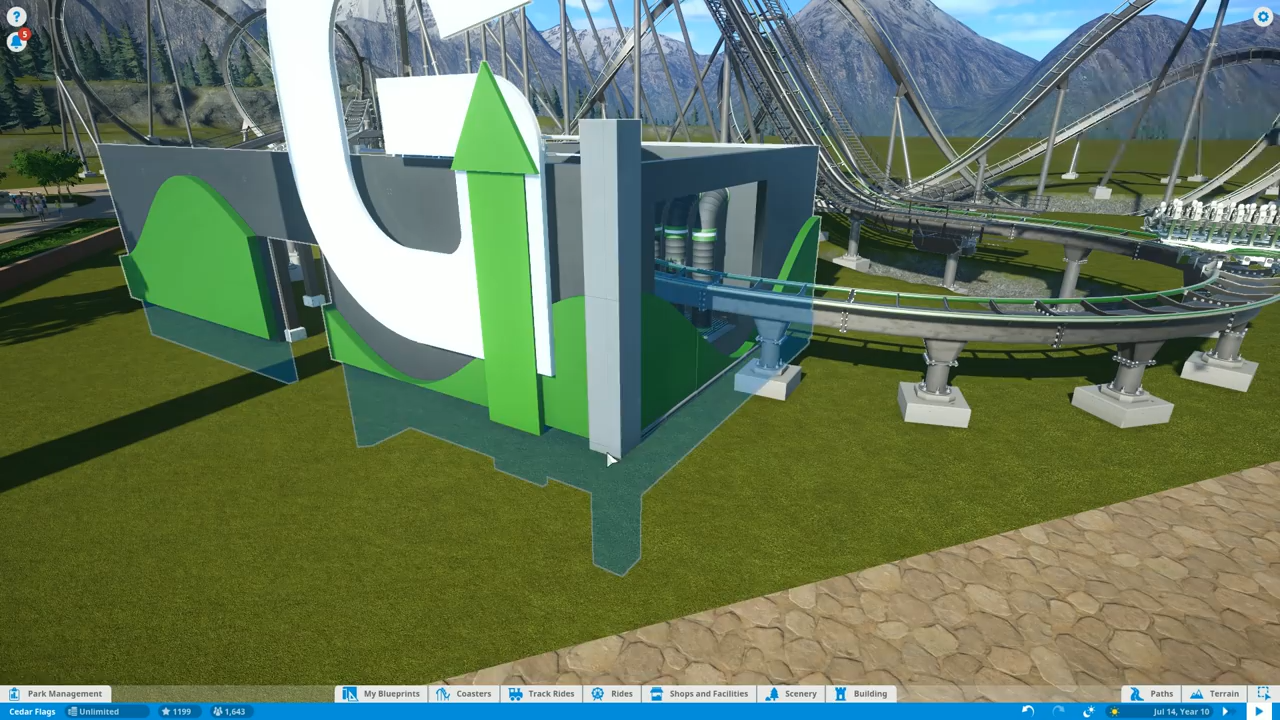 ?
5
G
Park Management
My Blueprints
Coasters
Track Rides
Rides
Shops and Facilities
Scenery
Building
Paths
Terrain
Cedar Flags
Unlimited
1199
1,643
Jul 14, Year 10